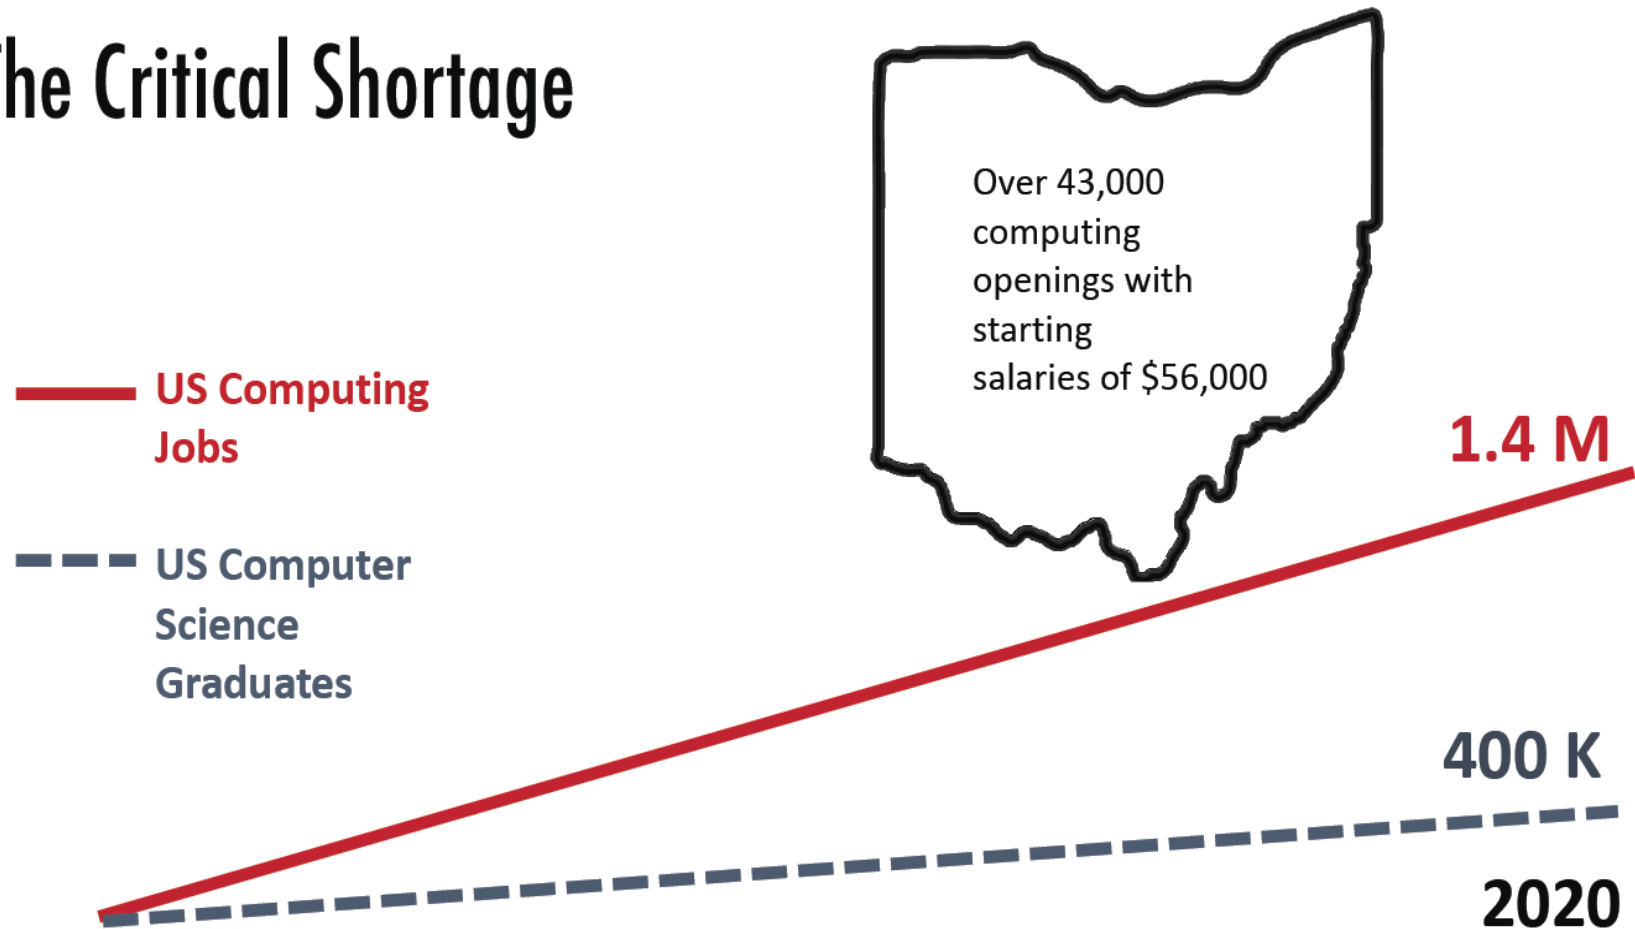 The Critical Shortage
Over 43,000
computing
openings with
starting
salaries of $56,000
US Computing
Jobs
US Computer
Science
Graduates
1.4 M
400 K
2020